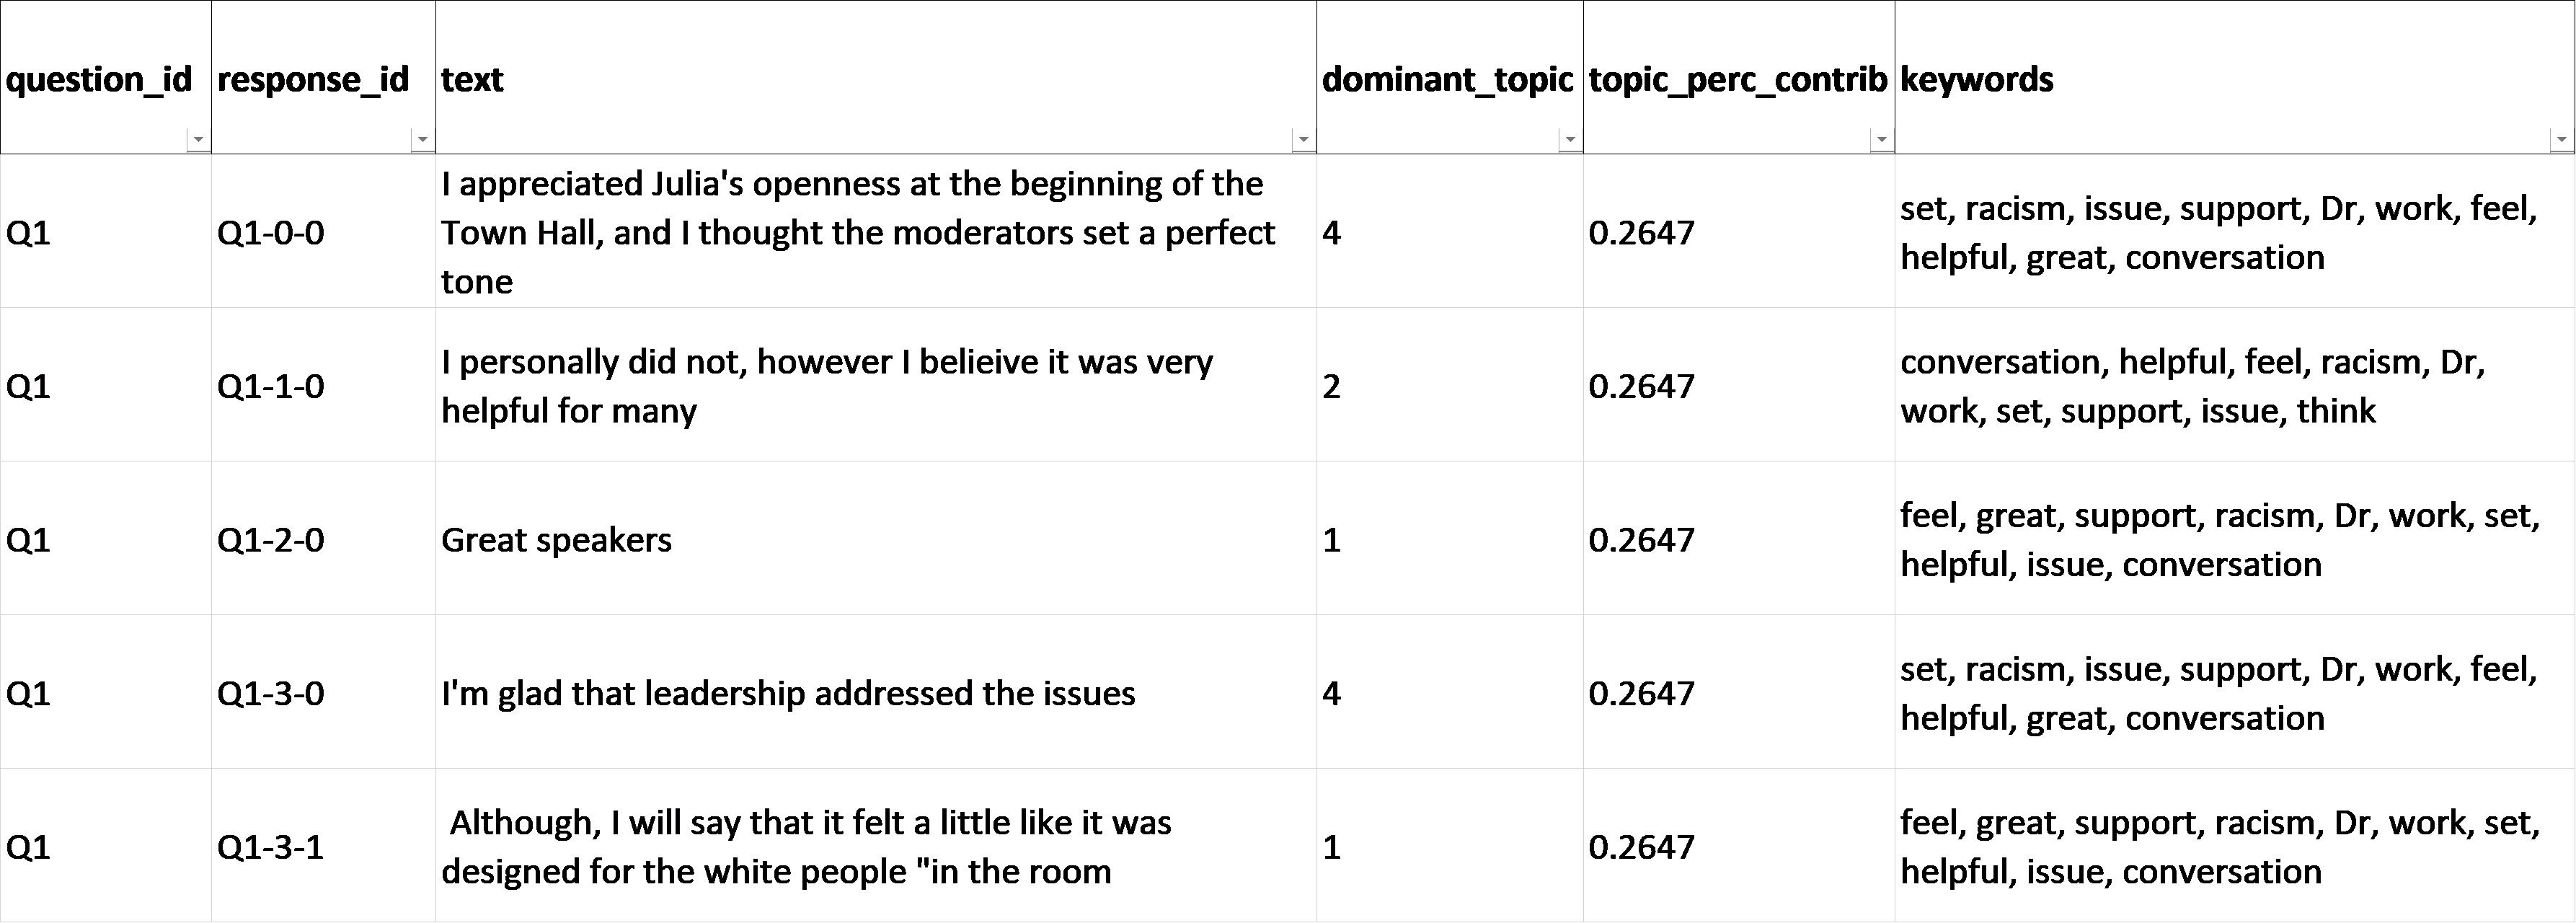 question_id response_id text dominant_topic topic_perc_contrib keywords
Q1 Q1-0-0 I appreciated Julia's openness at the beginning of the
Town Hall, and I thought the moderators set a perfect
tone 4 0.2647 set, racism, issue, support, Dr, work, feel,
helpful, great, conversation
Q1 Q1-1-0 I personally did not, however I belieive it was very
helpful for many 2 0.2647 conversation, helpful, feel, racism, Dr,
work, set, support, issue, think
Q1 Q1-2-0 Great speakers 1 0.2647 feel, great, support, racism, Dr, work, set,
helpful, issue, conversation
Q1 Q1-3-0 I'm glad that leadership addressed the issues 4 0.2647 set, racism, issue, support, Dr, work, feel,
helpful, great, conversation
Q1 Q1-3-1 Although, I will say that it felt a little like it was
designed for the white people "in the room 1 0.2647 feel, great, support, racism, Dr, work, set,
helpful, issue, conversation